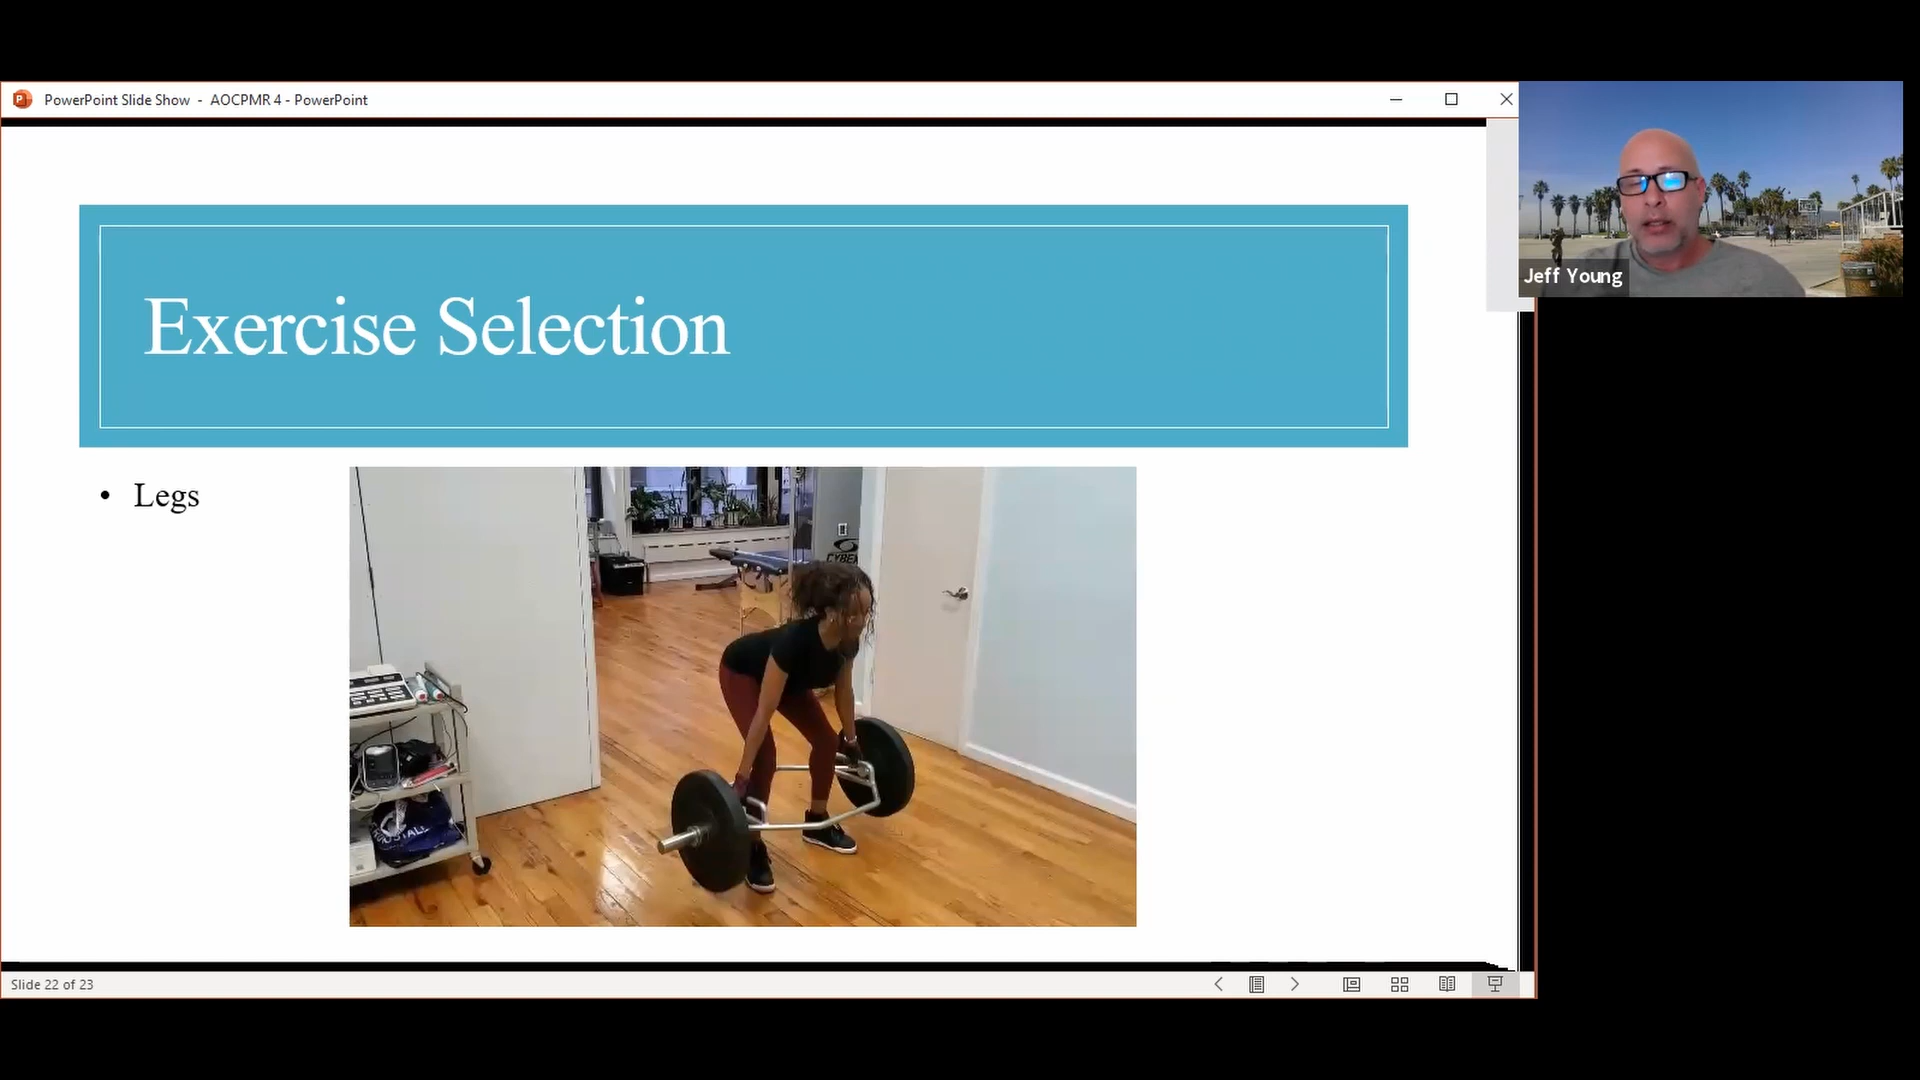 PowerPoint Slide Show - AOCPMR 4 - PowerPoint
Jeff Young
Exercise Selection
• Legs
Slide 22 of 23